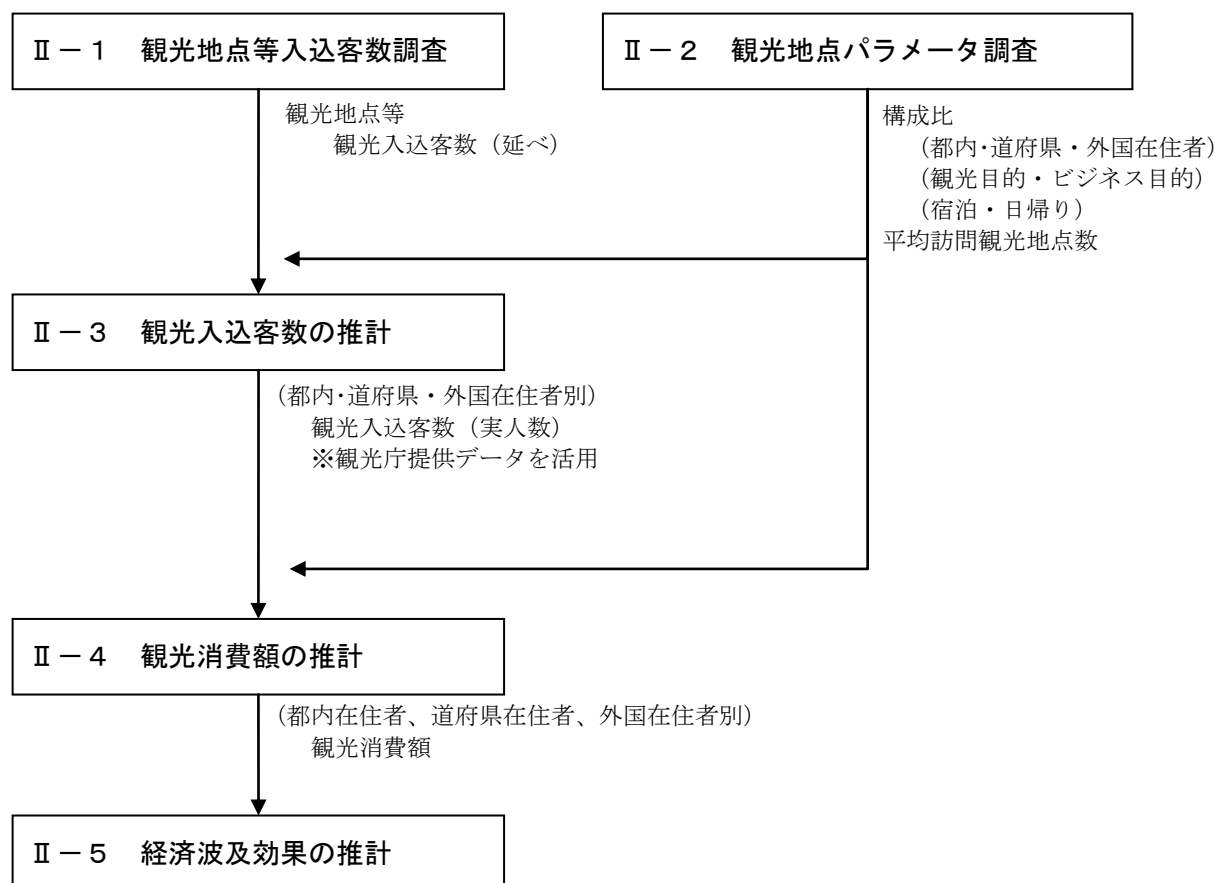 Ⅱ－１　観光地点等入込客数調査
Ⅱ－２　観光地点パラメータ調査
観光地点等
観光入込客数（延べ）
構成比
（都内･道府県・外国在住者）
（観光目的・ビジネス目的）
（宿泊・日帰り）
平均訪問観光地点数
Ⅱ－３　観光入込客数の推計
（都内･道府県・外国在住者別）
観光入込客数（実人数）
※観光庁提供データを活用
Ⅱ－４　観光消費額の推計
（都内在住者、道府県在住者、外国在住者別）
観光消費額
Ⅱ－５　経済波及効果の推計